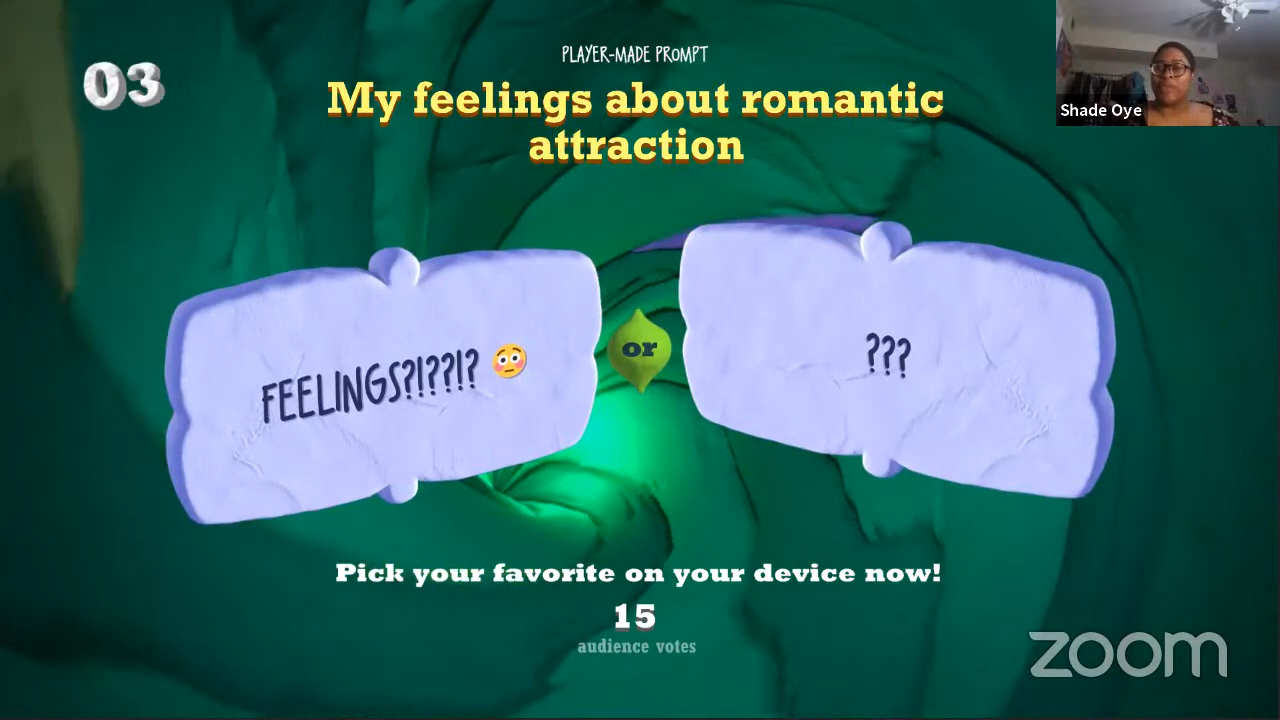 03
PLAYER-MADE PROMPT
My feelings about romantic
attraction
Shade Oye
FEELINGS?!??!? 😳
or
???
Pick your favorite on your device now!
15
audience votes
zoom